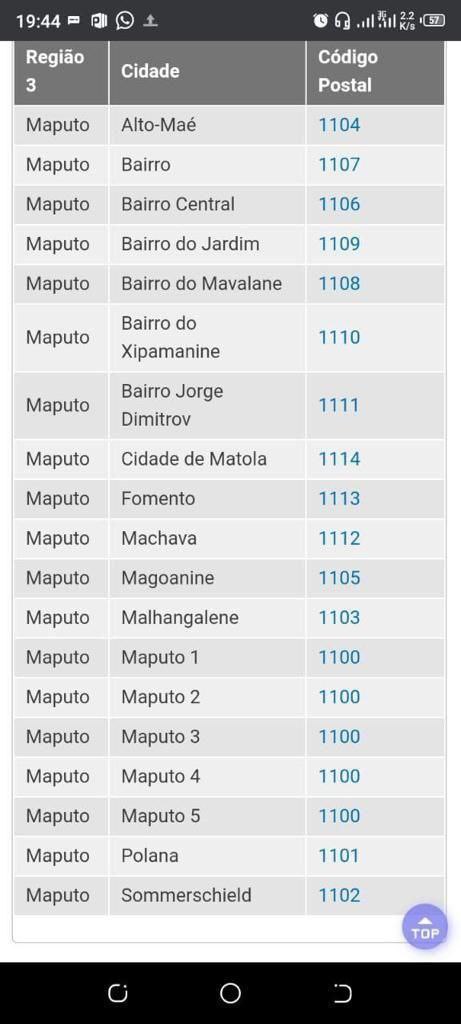 19:44
2.2
K/s
57
Região 3 Cidade Código Postal
Maputo Alto-Maé 1104
Maputo Bairro 1107
Maputo Bairro Central 1106
Maputo Bairro do Jardim 1109
Maputo Bairro do Mavalane 1108
Maputo Bairro do Xipamanine 1110
Maputo Bairro Jorge Dimitrov 1111
Maputo Cidade de Matola 1114
Maputo Fomento 1113
Maputo Machava 1112
Maputo Magoanine 1105
Maputo Malhangalene 1103
Maputo Maputo 1 1100
Maputo Maputo 2 1100
Maputo Maputo 3 1100
Maputo Maputo 4 1100
Maputo Maputo 5 1100
Maputo Polana 1101
Maputo Sommerschield 1102
TOP